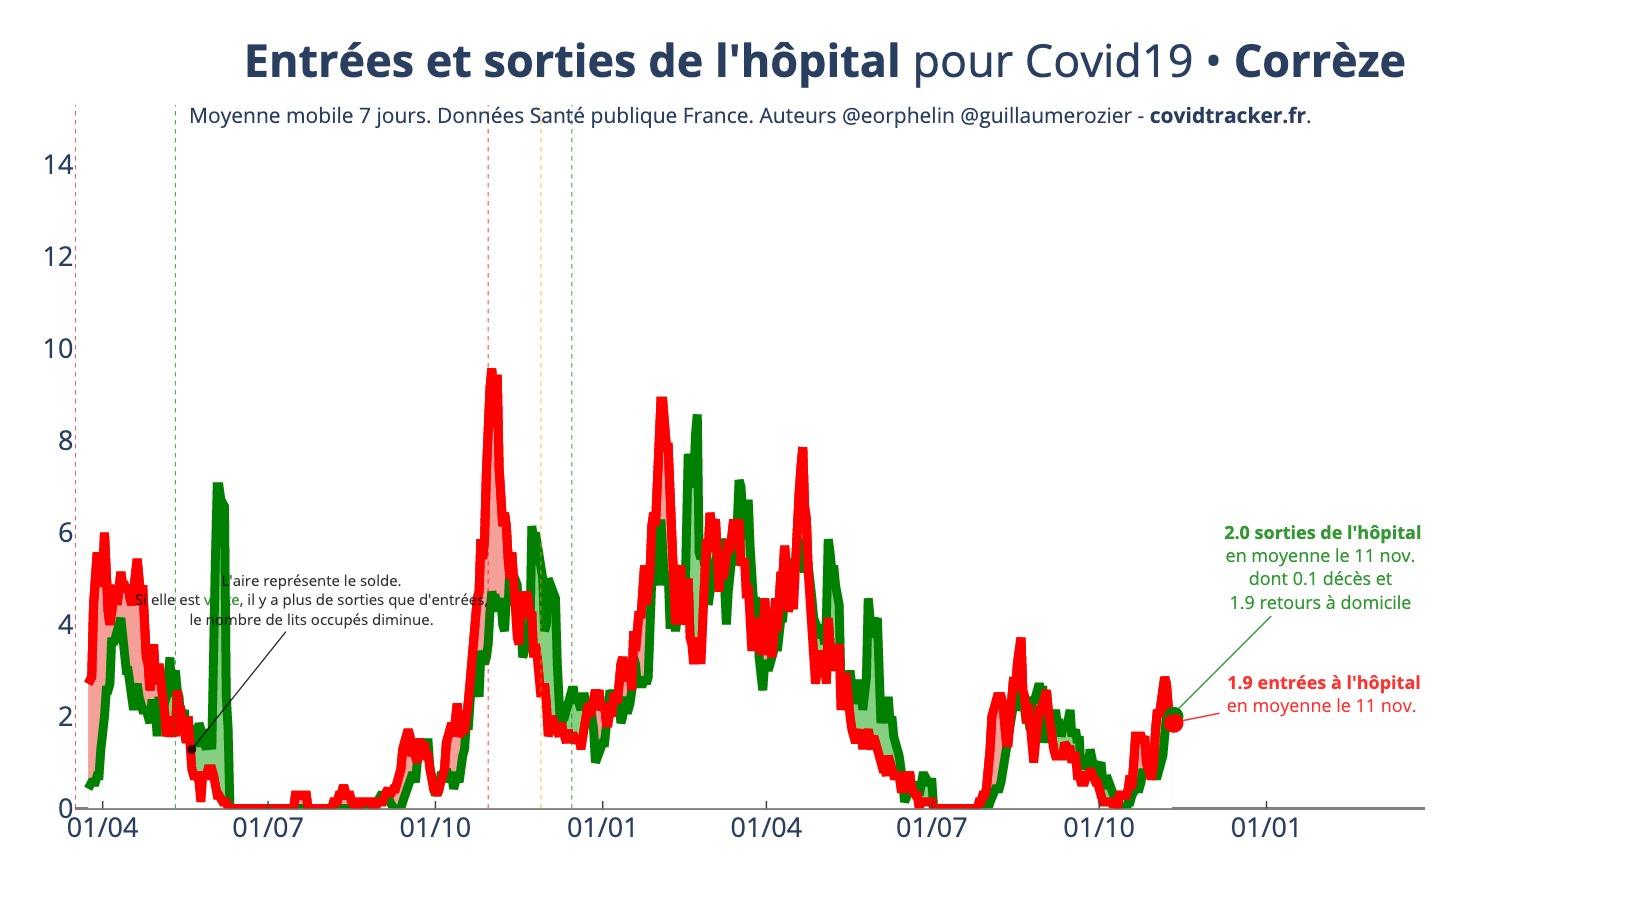 Entrées et sorties de l'hôpital pour Covid19 • Corrèze
Moyenne mobile 7 jours. Données Santé publique France. Auteurs @eorphelin @guillaumerozier - covidtracker.fr.
14
12
10
8
6
4
2
0
L'aire représente le solde.
Si elle est verte, il y a plus de sorties que d'entrées,
le nombre de lits occupés diminue.
2.0 sorties de l'hôpital
en moyenne le 11 nov.
dont 0.1 décès et
1.9 retours à domicile
1.9 entrées à l'hôpital
en moyenne le 11 nov.
01/04 01/07 01/10 01/01 01/04 01/07 01/10 01/01